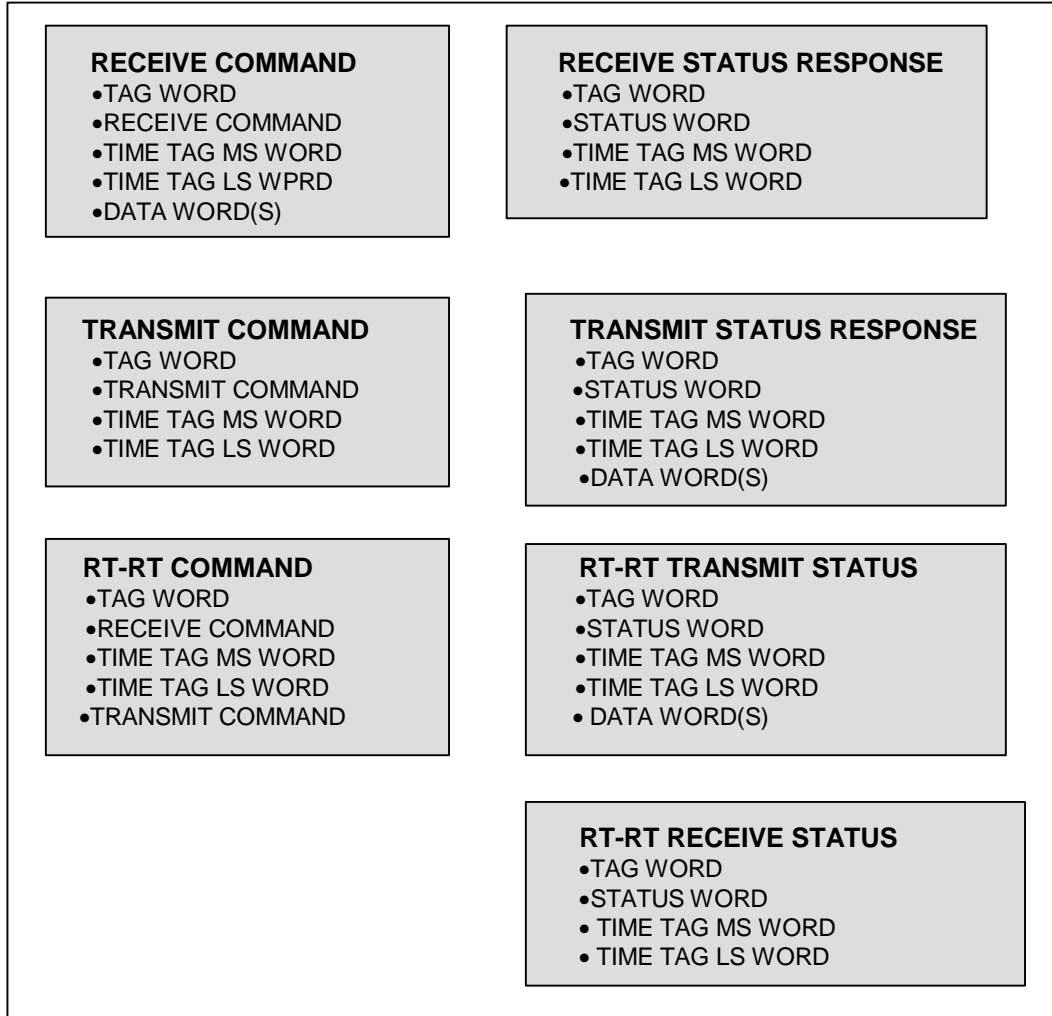 RECEIVE COMMAND
•TAG WORD
•RECEIVE COMMAND
•TIME TAG MS WORD
•TIME TAG LS WPRD
•DATA WORD(S)
RECEIVE STATUS RESPONSE
•TAG WORD
•STATUS WORD
•TIME TAG MS WORD
•TIME TAG LS WORD
TRANSMIT COMMAND
•TAG WORD
•TRANSMIT COMMAND
•TIME TAG MS WORD
•TIME TAG LS WORD
TRANSMIT STATUS RESPONSE
•TAG WORD
•STATUS WORD
•TIME TAG MS WORD
•TIME TAG LS WORD
•DATA WORD(S)
RT-RT COMMAND
•TAG WORD
•RECEIVE COMMAND
•TIME TAG MS WORD
•TIME TAG LS WORD
•TRANSMIT COMMAND
RT-RT TRANSMIT STATUS
•TAG WORD
•STATUS WORD
•TIME TAG MS WORD
•TIME TAG LS WORD
• DATA WORD(S)
RT-RT RECEIVE STATUS
•TAG WORD
•STATUS WORD
• TIME TAG MS WORD
• TIME TAG LS WORD